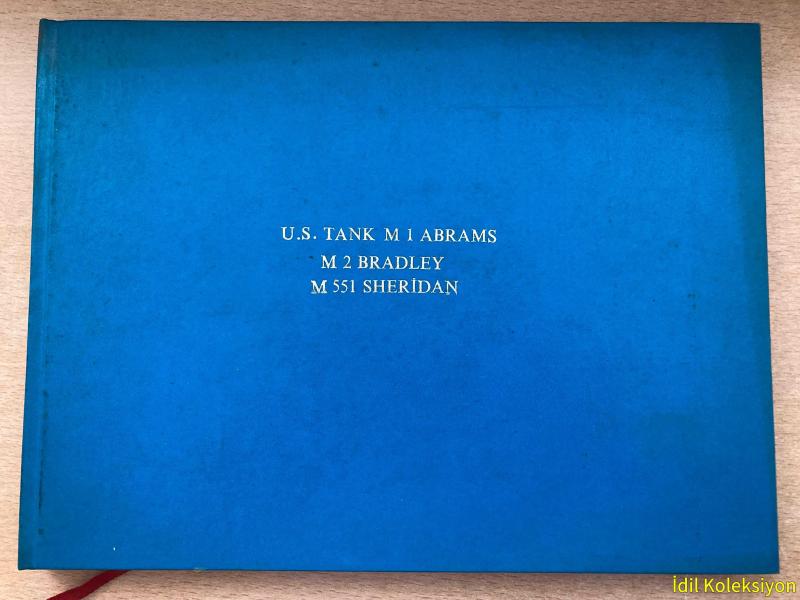 U.S. TANK M 1 ABRAMS
M 2 BRADLEY
M 551 SHERİDAN
İdil Koleksiyon